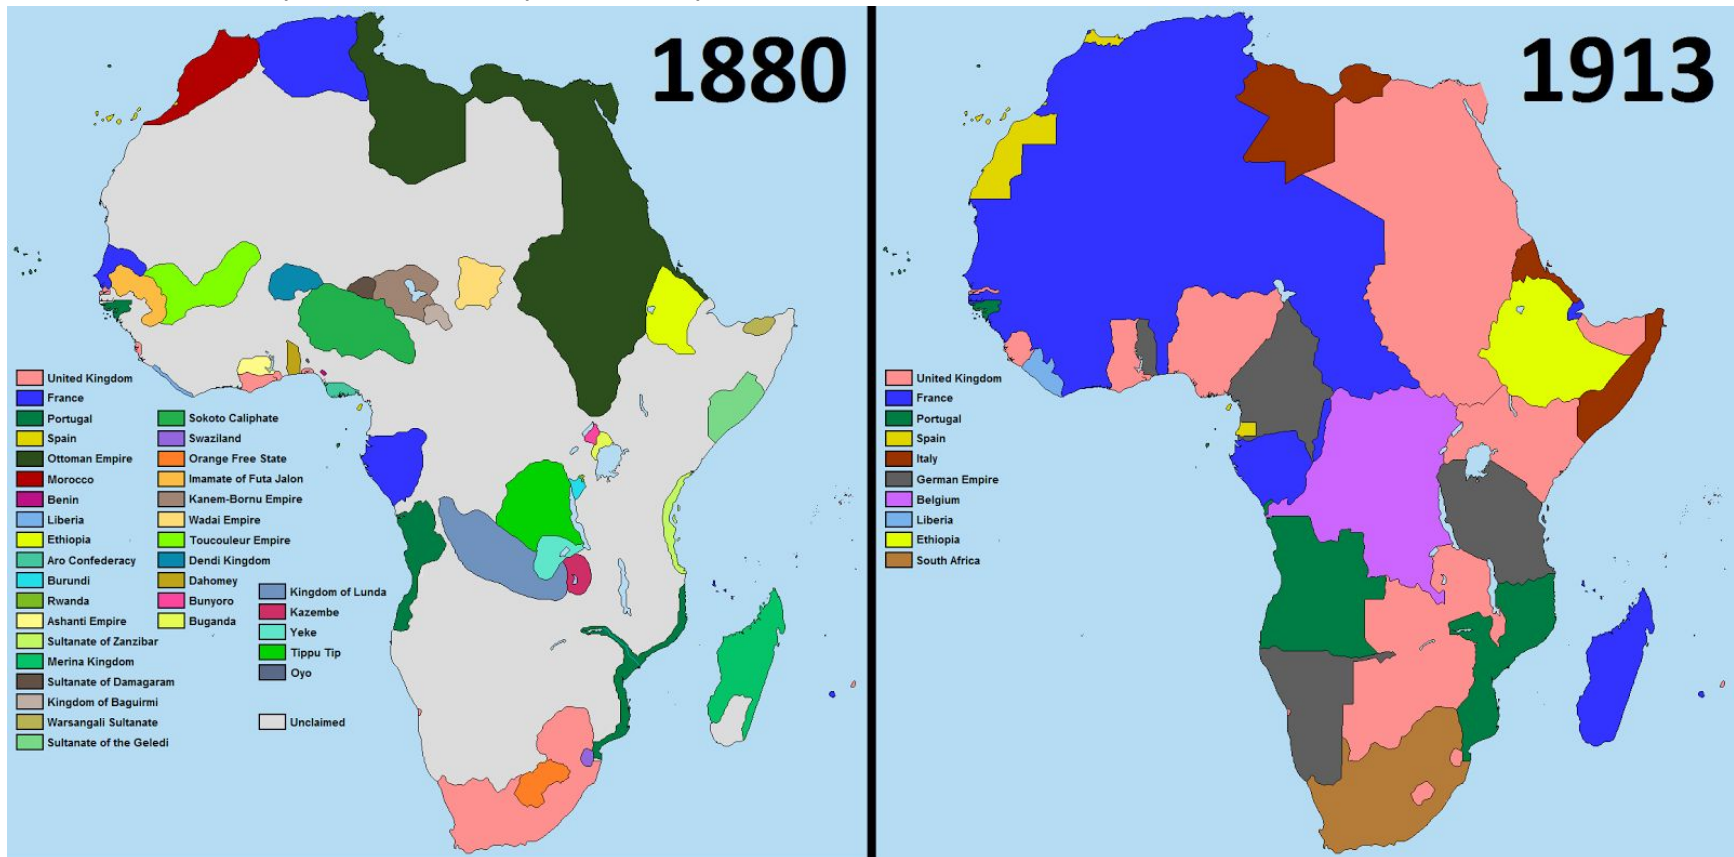 1880
United Kingdom
France
Portugal
Spain
Ottoman Empire
Morocco
Benin
Liberia
Ethiopia
Aro Confederacy
Burundi
Rwanda
Ashanti Empire
Sultanate of Zanzibar
Merina Kingdom
Sultanate of Damagaram
Kingdom of Baguirmi
Warsangali Sultanate
Sultanate of the Geledi
Sokoto Caliphate
Swaziland
Orange Free State
Imamate of Futa Jalon
Kanem-Bornu Empire
Wadai Empire
Toucouleur Empire
Dendi Kingdom
Dahomey
Bunyoro
Buganda
Kingdom of Lunda
Kazembe
Yeke
Tippu Tip
Oyo
Unclaimed
1913
United Kingdom
France
Portugal
Spain
Italy
German Empire
Belgium
Liberia
Ethiopia
South Africa